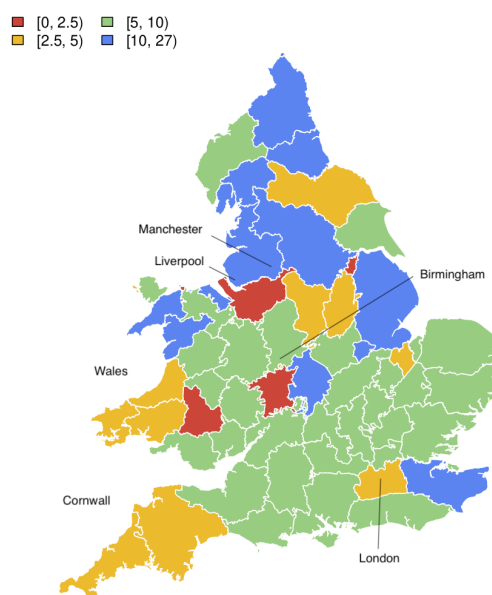 [0, 2.5) [5, 10)
[2.5, 5) [10, 27)
Manchester
Liverpool
Birmingham
Wales
Cornwall
London